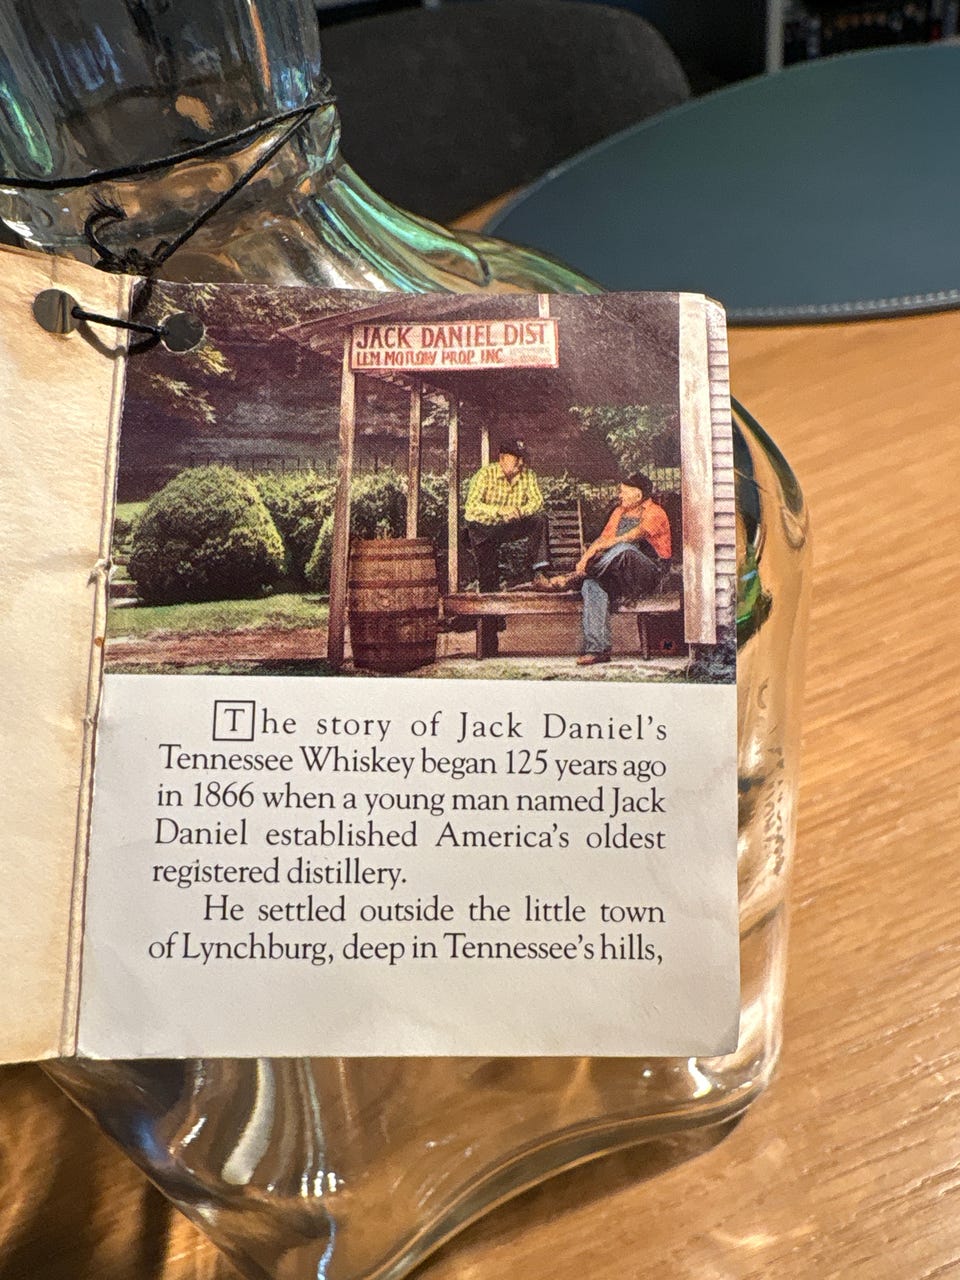 JACK DANIEL DIST
LEM MOTLOW PROP. INC
The story of Jack Daniel's
Tennessee Whiskey began 125 years ago
in 1866 when a young man named Jack
Daniel established America's oldest
registered distillery.
He settled outside the little town
of Lynchburg, deep in Tennessee's hills,